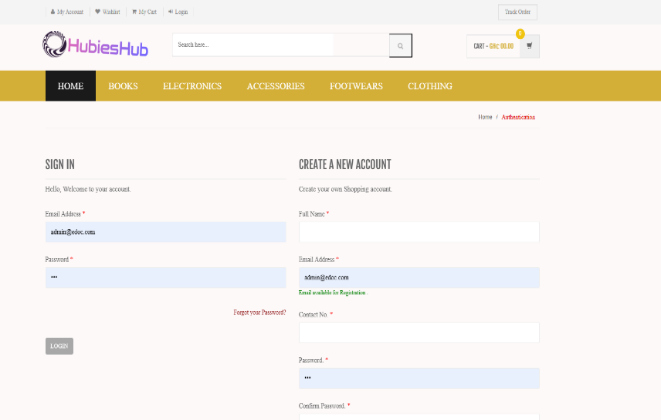 My Account Wishlist My Cart Login Track Order
HubiesHub
Search here...
CART - GH¢ 00.00 0
HOME BOOKS ELECTRONICS ACCESSORIES FOOTWEARS CLOTHING
Home / Authentication
SIGN IN
Hello, Welcome to your account.
Email Address *
admin@edoc.com
Password *
•••
Forgot your Password?
LOGIN
CREATE A NEW ACCOUNT
Create your own Shopping account.
Full Name *
Email Address *
admin@edoc.com
Email available for Registration .
Contact No. *
Password. *
•••
Confirm Password. *